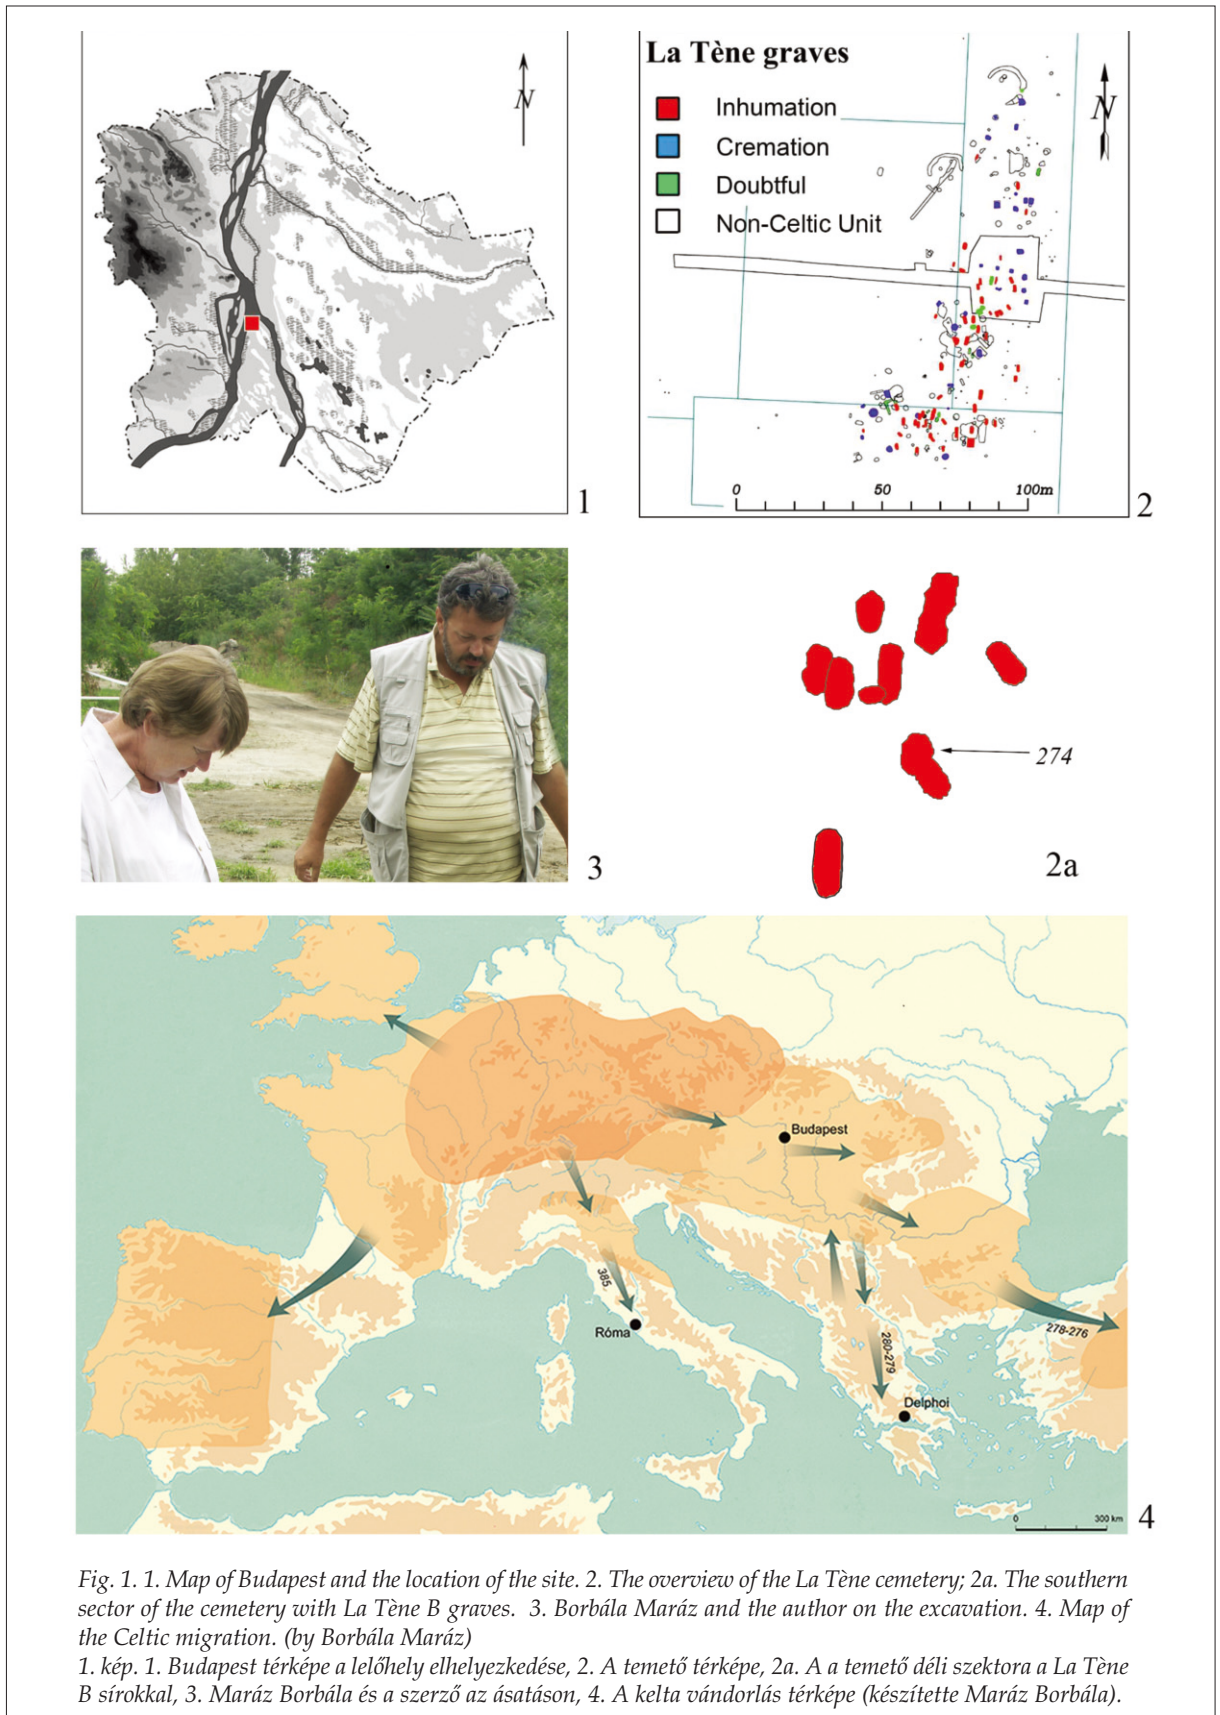 N
1
La Tène graves
Inhumation
Cremation
Doubtful
Non-Celtic Unit
N
0 50 100m
2
3
274
2a
Budapest
385.
Róma
280-279
278-276
Delphoi
0 300 km
4
Fig. 1. 1. Map of Budapest and the location of the site. 2. The overview of the La Tène cemetery; 2a. The southern
sector of the cemetery with La Tène B graves. 3. Borbála Maráz and the author on the excavation. 4. Map of
the Celtic migration. (by Borbála Maráz)
1. kép. 1. Budapest térképe a lelőhely elhelyezkedése, 2. A temető térképe, 2a. A a temető déli szektora a La Tène
B sírokkal, 3. Maráz Borbála és a szerző az ásatáson, 4. A kelta vándorlás térképe (készítette Maráz Borbála).